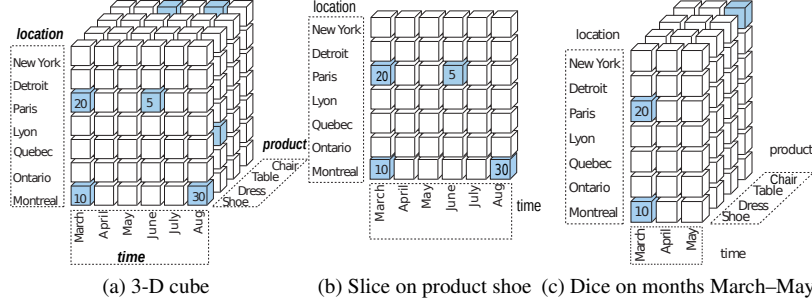 location
New York
Detroit
Paris
Lyon
Quebec
Ontario
Montreal
20
5
10
30
March
April
May
June
July
Aug
time
product
Chair
Table
Dress
Shoe
(a) 3-D cube
location
New York
Detroit
Paris
Lyon
Quebec
Ontario
Montreal
20
5
10
30
March
April
May
June
July
Aug
time
(b) Slice on product shoe
location
New York
Detroit
Paris
Lyon
Quebec
Ontario
Montreal
20
10
March
April
May
time
product
Chair
Table
Dress
Shoe
(c) Dice on months March–May